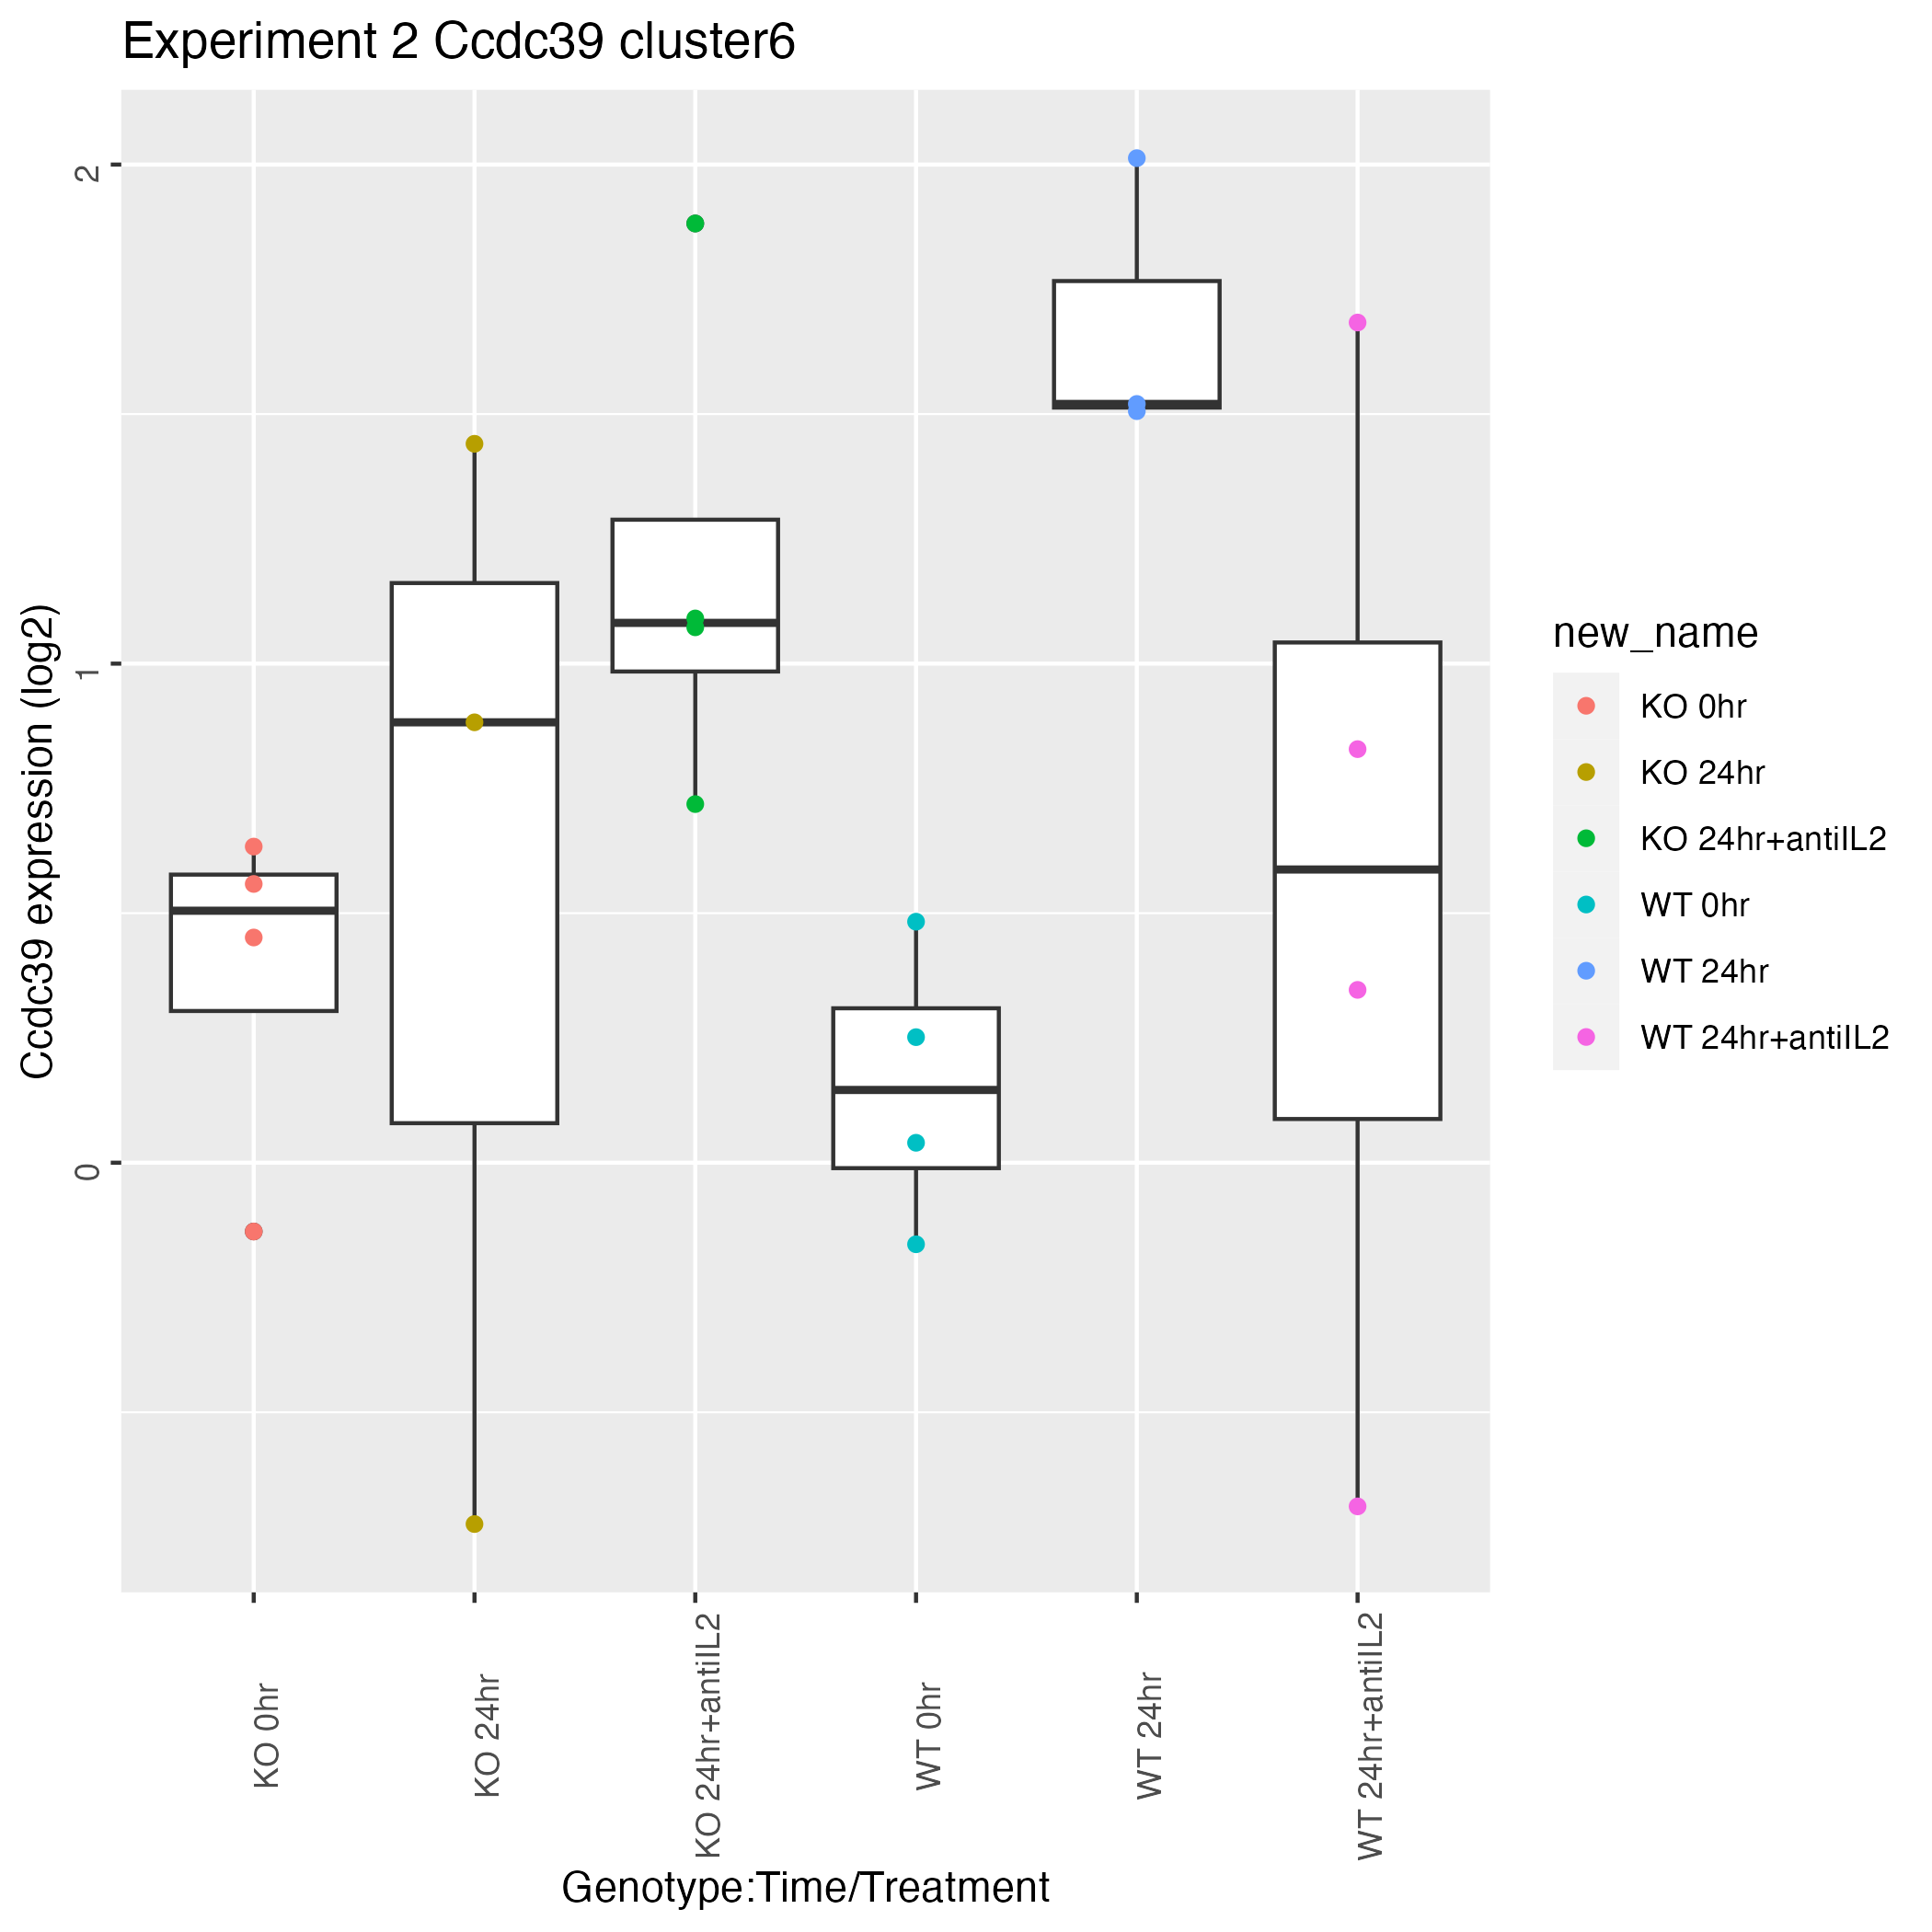 Experiment 2 Ccdc39 cluster6
Ccdc39 expression (log2)
2
1
0
KO 0hr
KO 24hr
KO 24hr+antiIL2
WT 0hr
WT 24hr
WT 24hr+antiIL2
Genotype:Time/Treatment
new_name
KO 0hr
KO 24hr
KO 24hr+antiIL2
WT 0hr
WT 24hr
WT 24hr+antiIL2